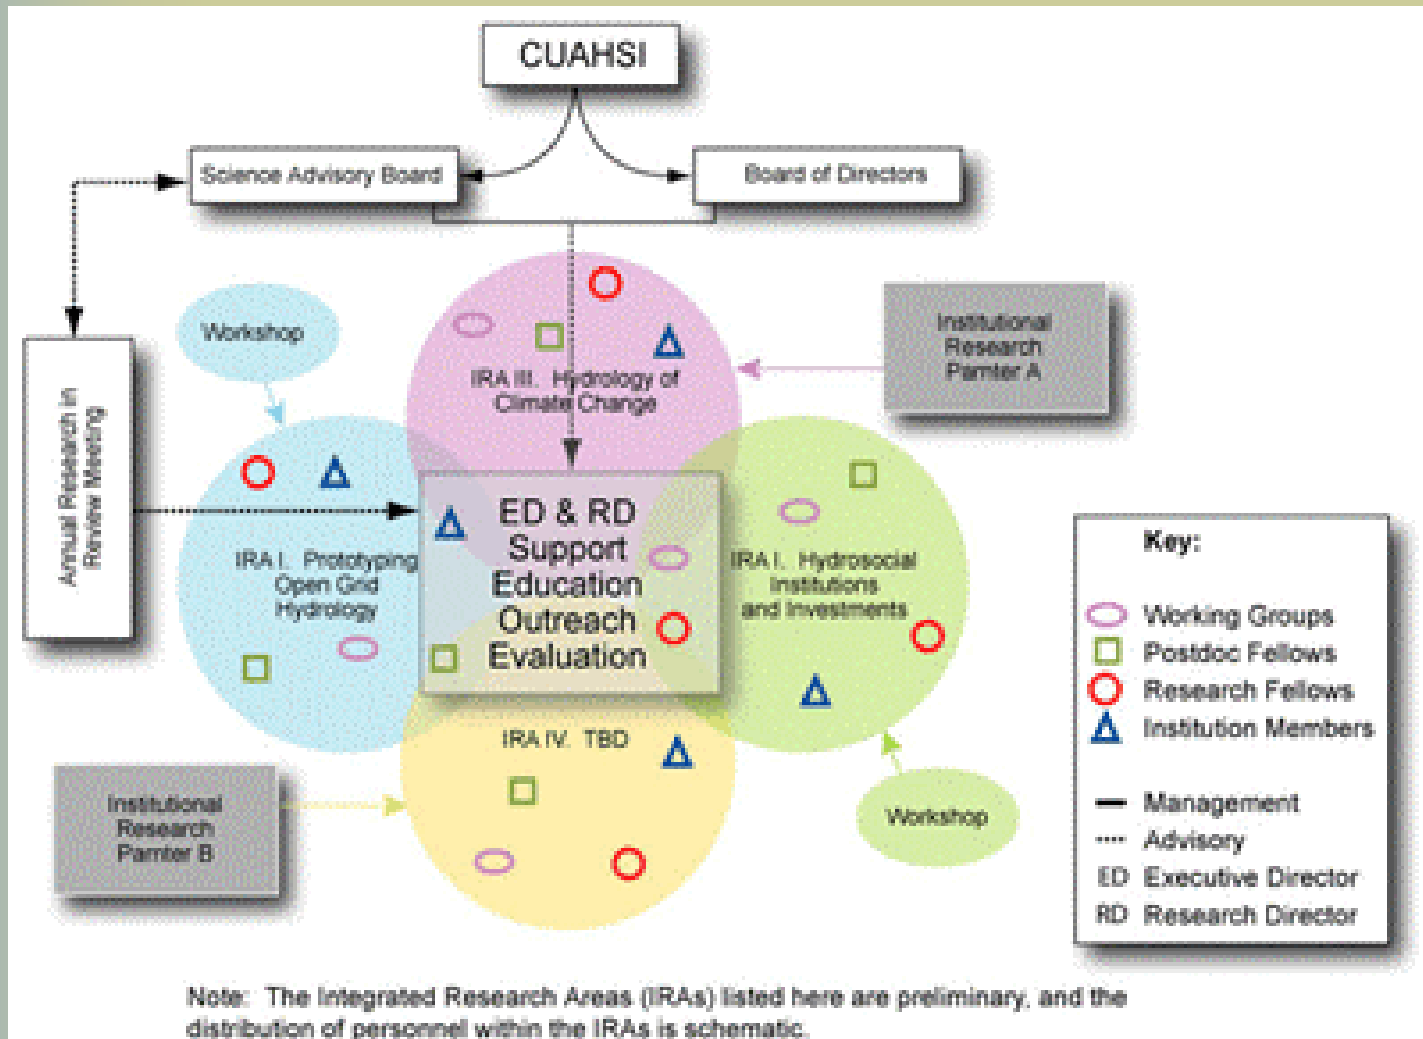 CUAHSI
Science Advisory Board
Board of Directors
Workshop
Institutional
Research
Parnter A
IRA III. Hydrology of
Climate Change
Annual Research in
Review Meeting
ED & RD
Support
Education
Outreach
Evaluation
IRA I. Prototyping
Open Grid
Hydrology
IRA I. Hydrosocial
Institutions
and Investments
IRA IV. TBD
Institutional
Research
Parnter B
Workshop
Key:
Working Groups
Postdoc Fellows
Research Fellows
Institution Members
Management
Advisory
ED Executive Director
RD Research Director
Note: The Integrated Research Areas (IRAs) listed here are preliminary, and the
distribution of personnel within the IRAs is schematic.